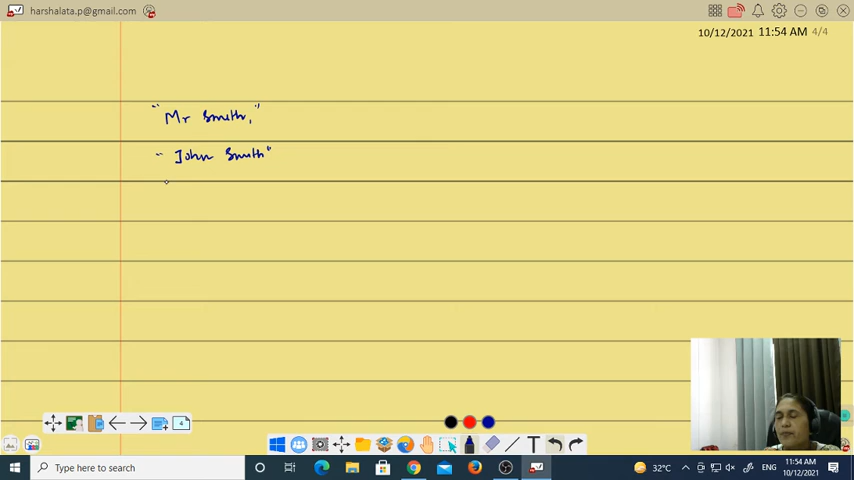 harshalata.p@gmail.com
10/12/2021 11:54 AM 4/4
"Mr Smith,"
" John Smith"
4
T
Type here to search
32°C
ENG
11:54 AM
10/12/2021